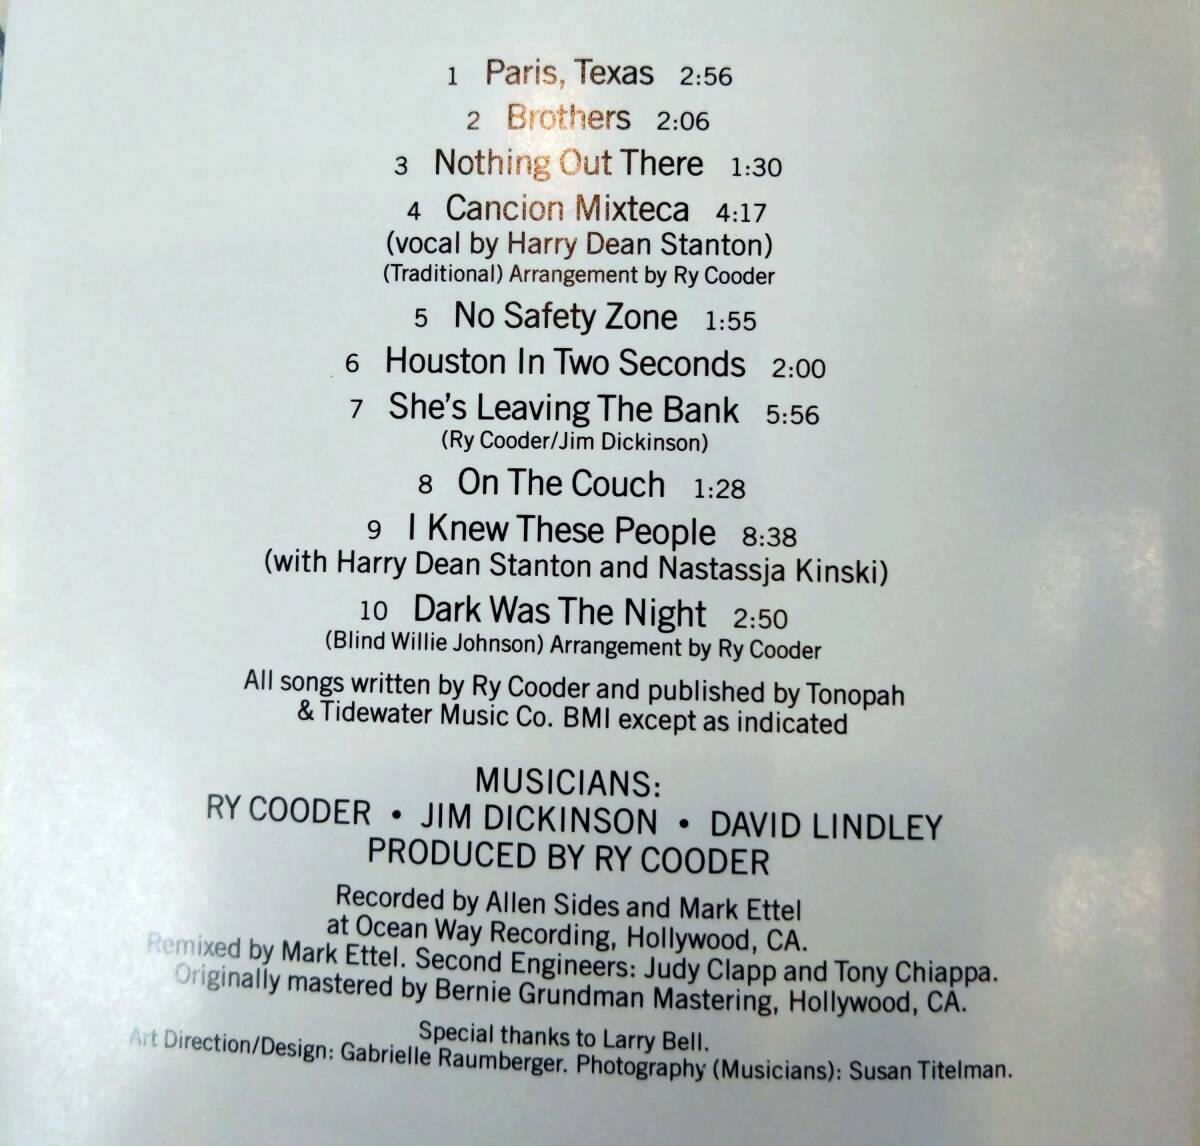 1 Paris, Texas 2:56
2 Brothers 2:06
3 Nothing Out There 1:30
4 Cancion Mixteca 4:17
(vocal by Harry Dean Stanton)
(Traditional) Arrangement by Ry Cooder
5 No Safety Zone 1:55
6 Houston In Two Seconds 2:00
7 She's Leaving The Bank 5:56
(Ry Cooder/Jim Dickinson)
8 On The Couch 1:28
9 I Knew These People 8:38
(with Harry Dean Stanton and Nastassja Kinski)
10 Dark Was The Night 2:50
(Blind Willie Johnson) Arrangement by Ry Cooder
All songs written by Ry Cooder and published by Tonopah
& Tidewater Music Co. BMI except as indicated
MUSICIANS:
RY COODER • JIM DICKINSON • DAVID LINDLEY
PRODUCED BY RY COODER
Recorded by Allen Sides and Mark Ettel
at Ocean Way Recording, Hollywood, CA.
Remixed by Mark Ettel. Second Engineers: Judy Clapp and Tony Chiappa.
Originally mastered by Bernie Grundman Mastering, Hollywood, CA.
Special thanks to Larry Bell.
Art Direction/Design: Gabrielle Raumberger. Photography (Musicians): Susan Titelman.